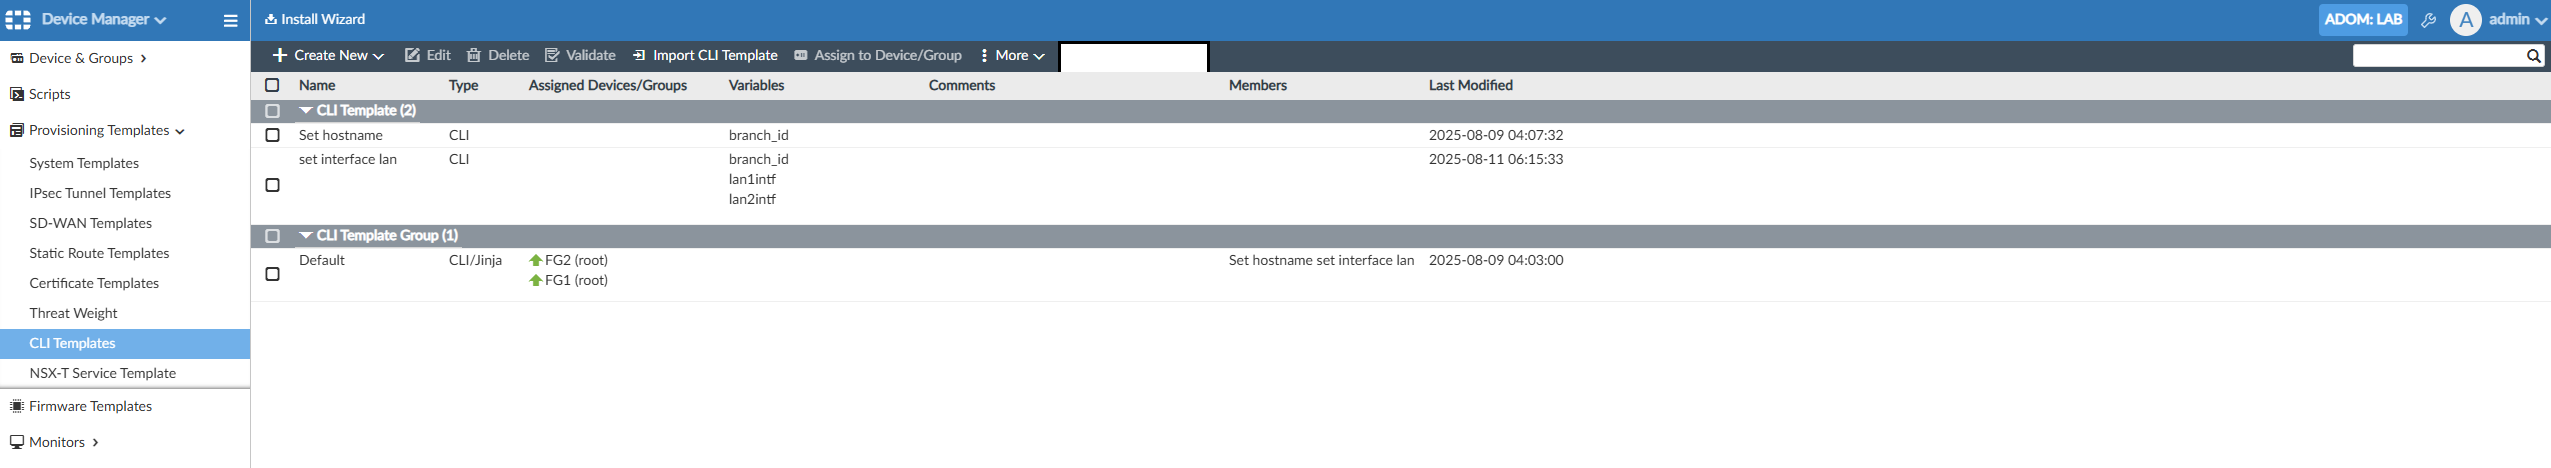 Device Manager
Install Wizard
ADOM: LAB
A
admin
Create New
Edit
Delete
Validate
Import CLI Template
Assign to Device/Group
More
Device & Groups
Scripts
Provisioning Templates
System Templates
IPsec Tunnel Templates
SD-WAN Templates
Static Route Templates
Certificate Templates
Threat Weight
CLI Templates
NSX-T Service Template
Firmware Templates
Monitors
Name Type Assigned Devices/Groups Variables Comments Members Last Modified
CLI Template (2)
Set hostname CLI branch_id 2025-08-09 04:07:32
set interface lan CLI branch_id 2025-08-11 06:15:33
lan1intf
lan2intf
CLI Template Group (1)
Default CLI/Jinja FG2 (root) Set hostname set interface lan 2025-08-09 04:03:00
FG1 (root)